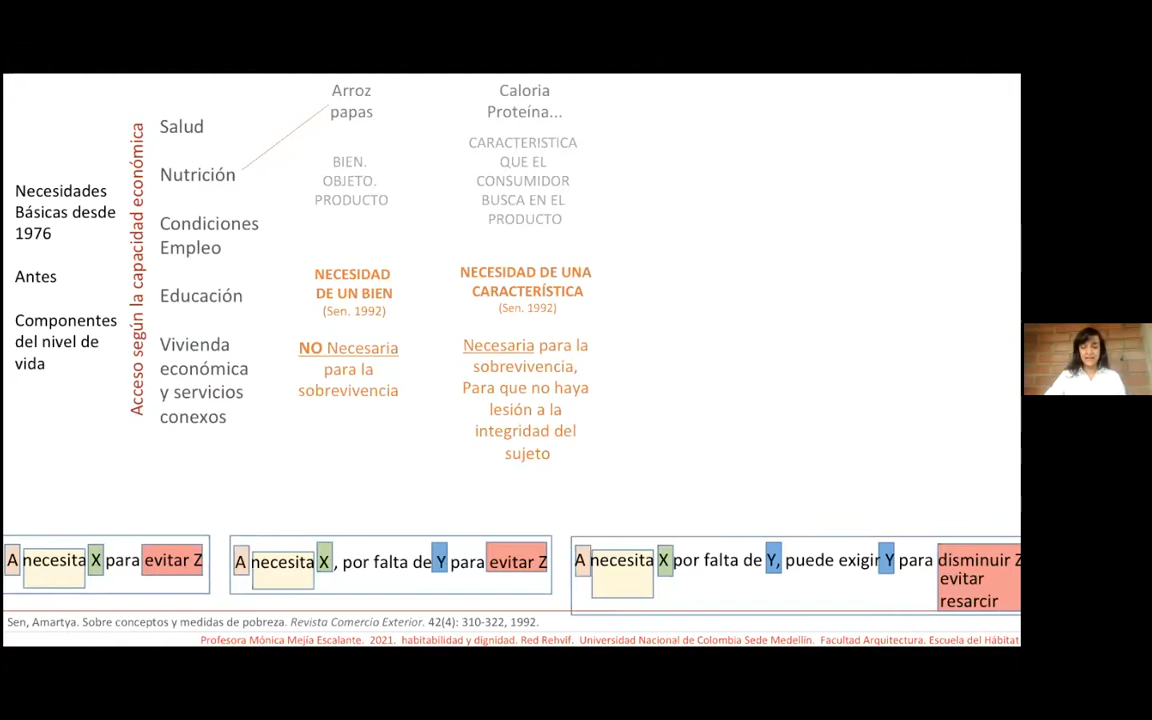 Necesidades
Básicas desde
1976
Antes
Componentes
del nivel de
vida
Acceso según la capacidad económica
Salud
Nutrición
Condiciones
Empleo
Educación
Vivienda
económica
y servicios
conexos
Arroz
papas
BIEN.
OBJETO.
PRODUCTO
NECESIDAD
DE UN BIEN
(Sen. 1992)
NO Necesaria
para la
sobrevivencia
Caloria
Proteína...
CARACTERISTICA
QUE EL
CONSUMIDOR
BUSCA EN EL
PRODUCTO
NECESIDAD DE UNA
CARACTERÍSTICA
(Sen. 1992)
Necesaria para la
sobrevivencia,
Para que no haya
lesión a la
integridad del
sujeto
A necesita X para evitar Z
A necesita X, por falta de Y para evitar Z
A necesita X por falta de Y, puede exigir Y para disminuir Z
evitar
resarcir
Sen, Amartya. Sobre conceptos y medidas de pobreza. Revista Comercio Exterior. 42(4): 310-322, 1992.
Profesora Mónica Mejía Escalante. 2021. habitabilidad y dignidad. Red Rehvif. Universidad Nacional de Colombia Sede Medellín. Facultad Arquitectura. Escuela del Hábitat